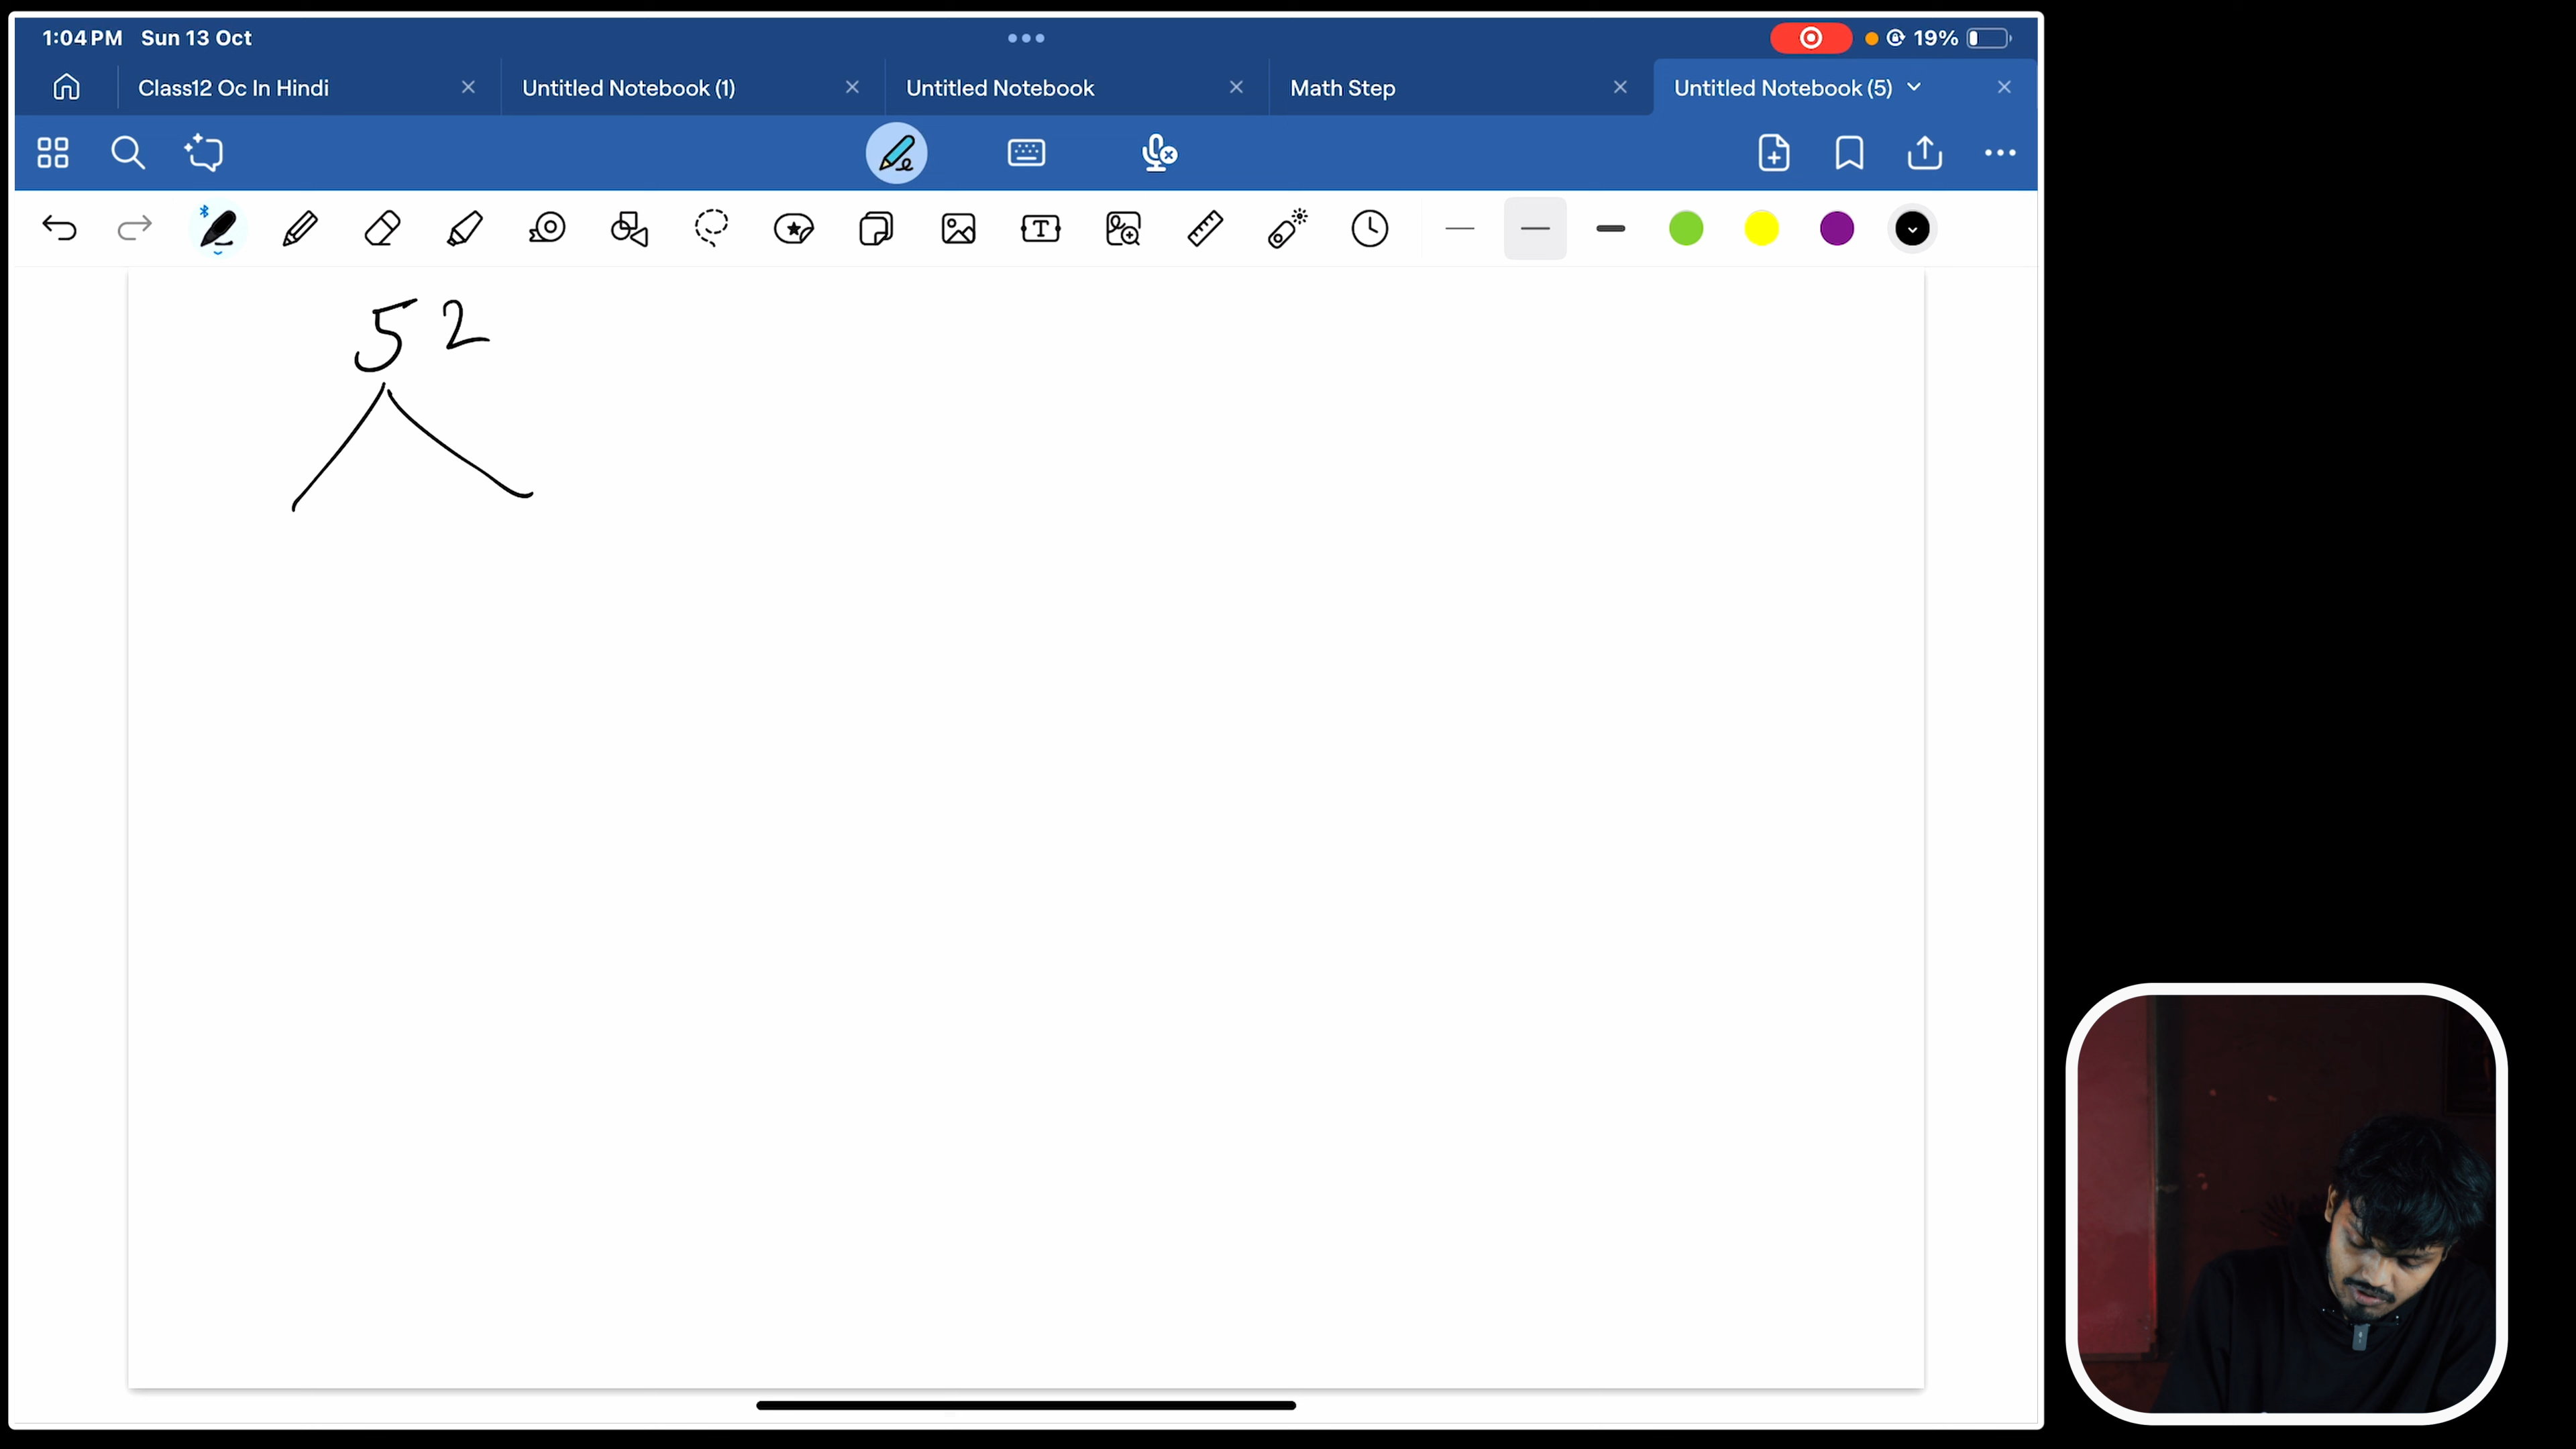 1:04 PM Sun 13 Oct 19%
Class12 Oc In Hindi Untitled Notebook (1) Untitled Notebook Math Step Untitled Notebook (5)
52